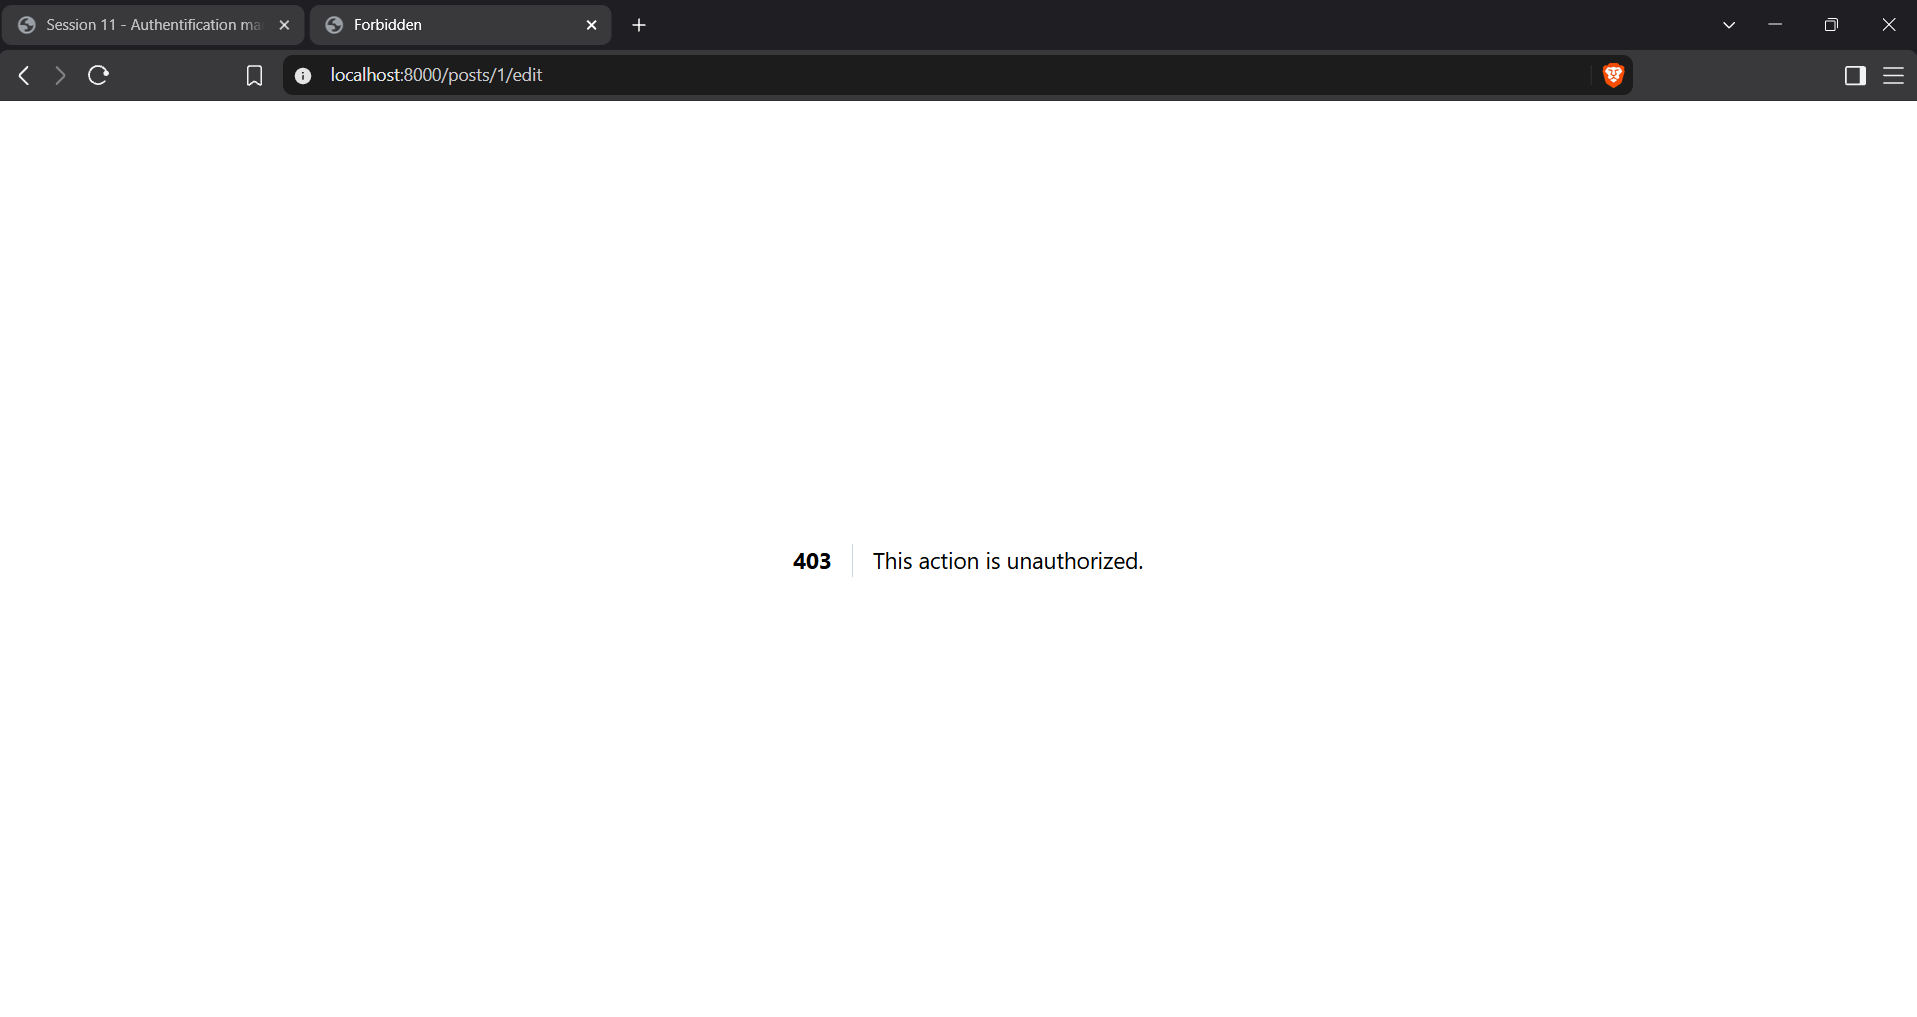 Session 11 - Authentification ma
Forbidden
localhost:8000/posts/1/edit
403
This action is unauthorized.